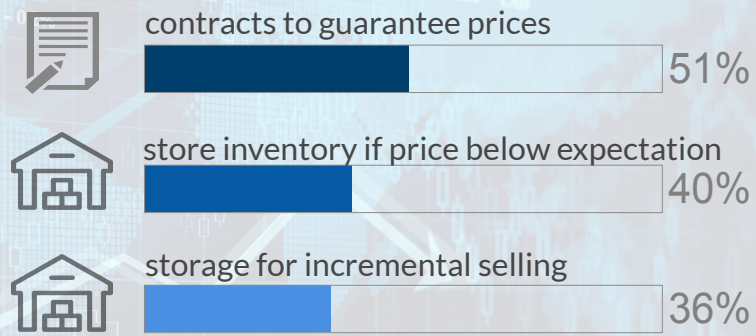 contracts to guarantee prices
51%
store inventory if price below expectation
40%
storage for incremental selling
36%